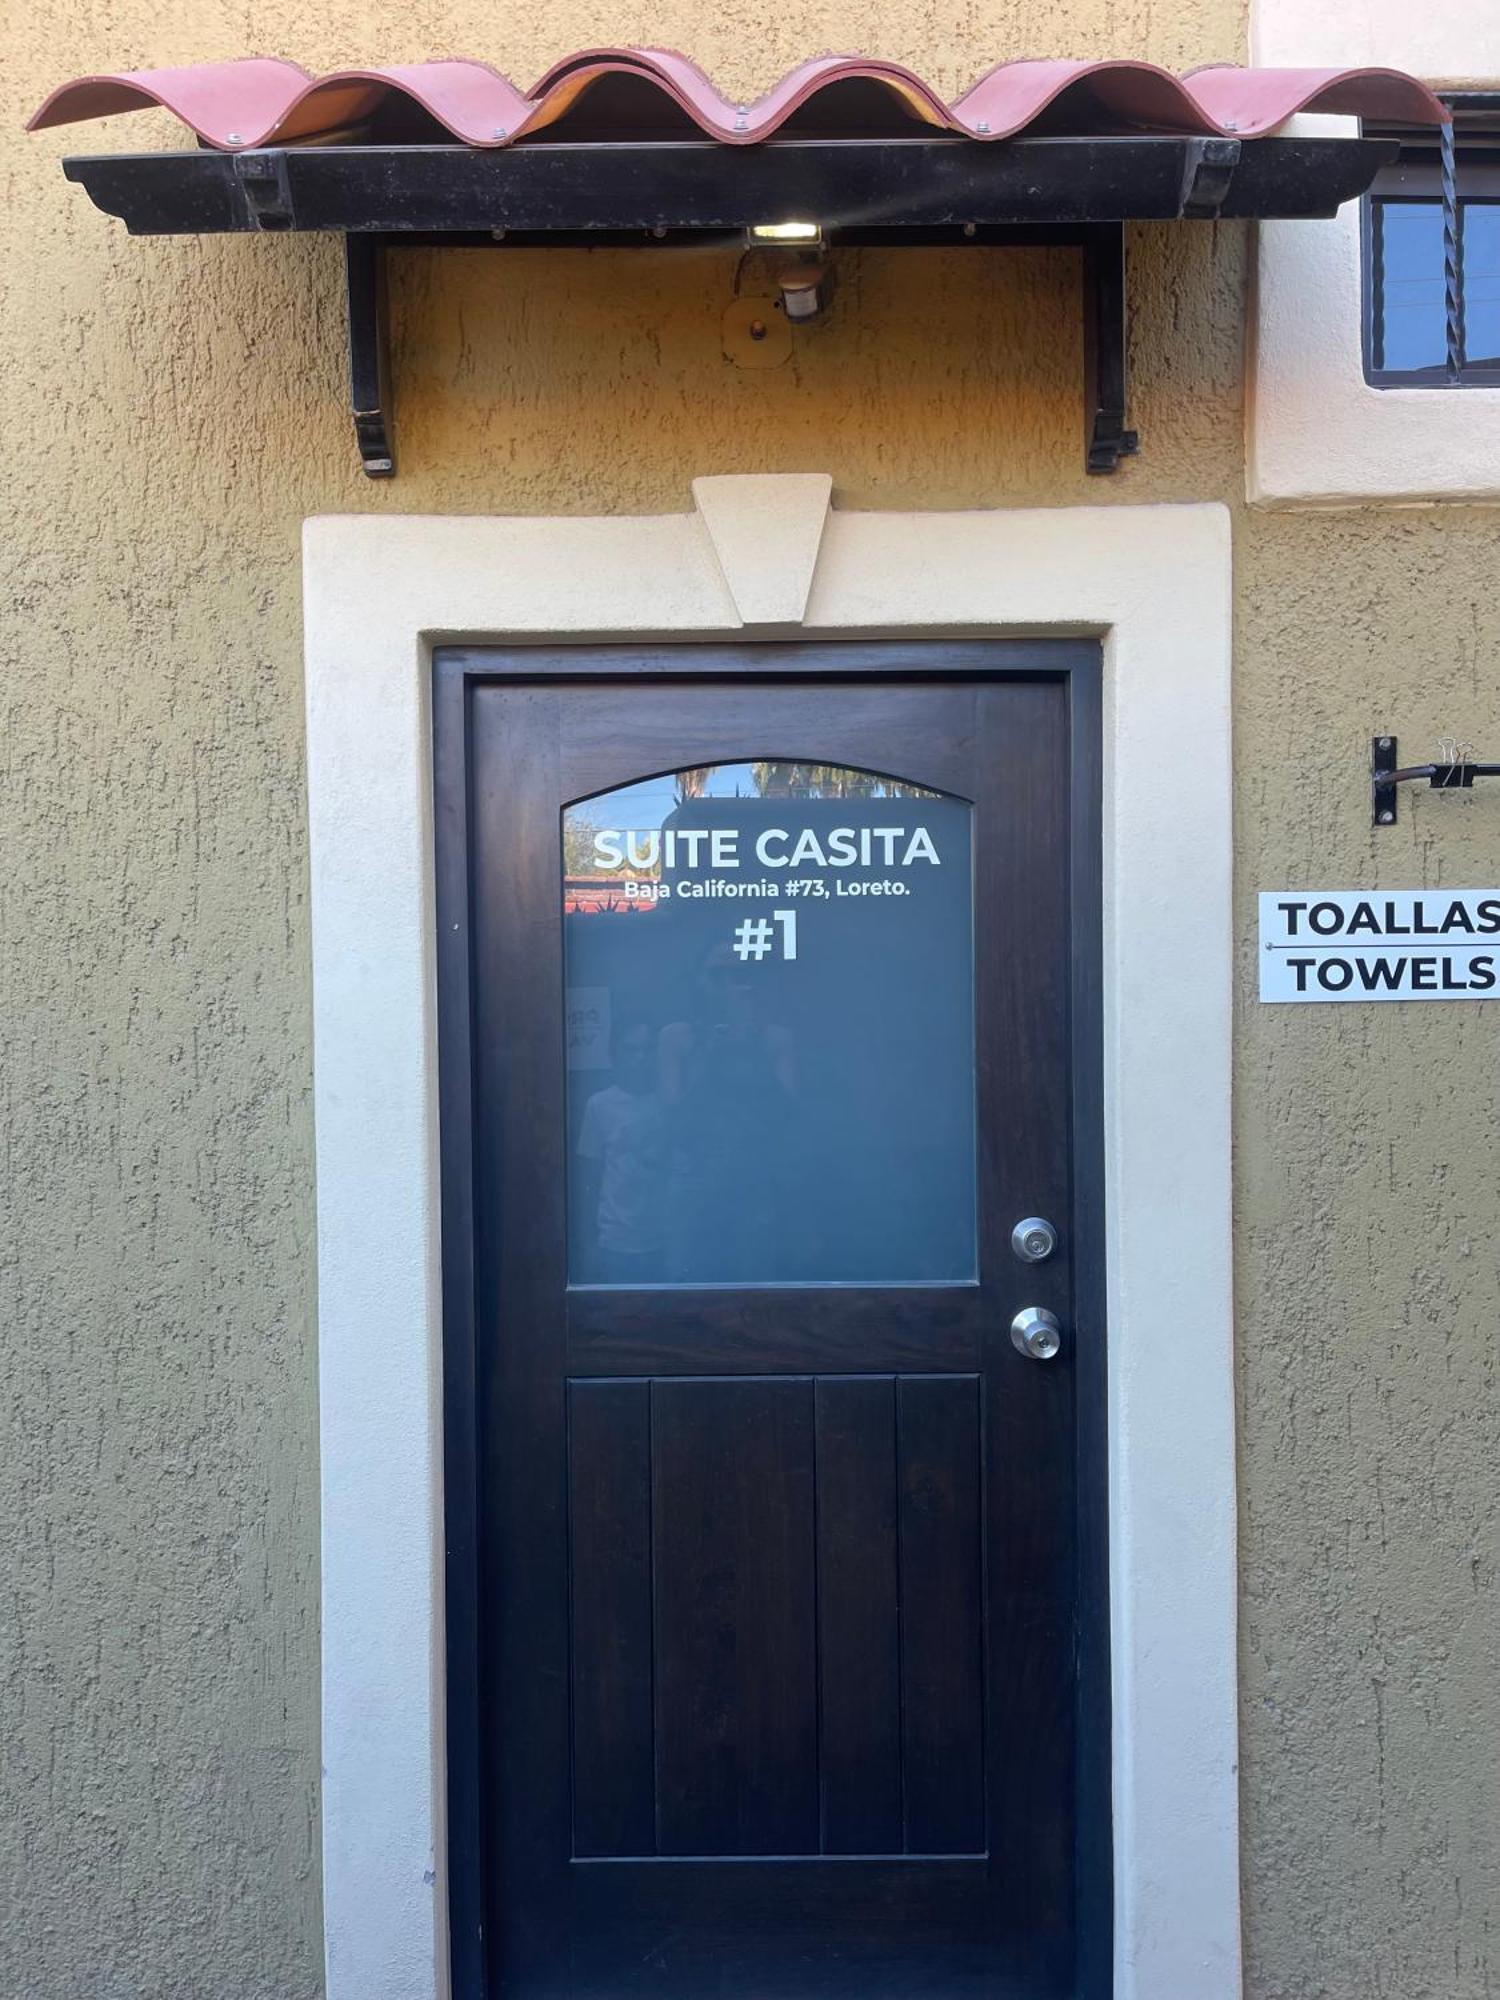 SUITE CASITA
Baja California #73, Loreto.
#1
TOALLAS
TOWELS